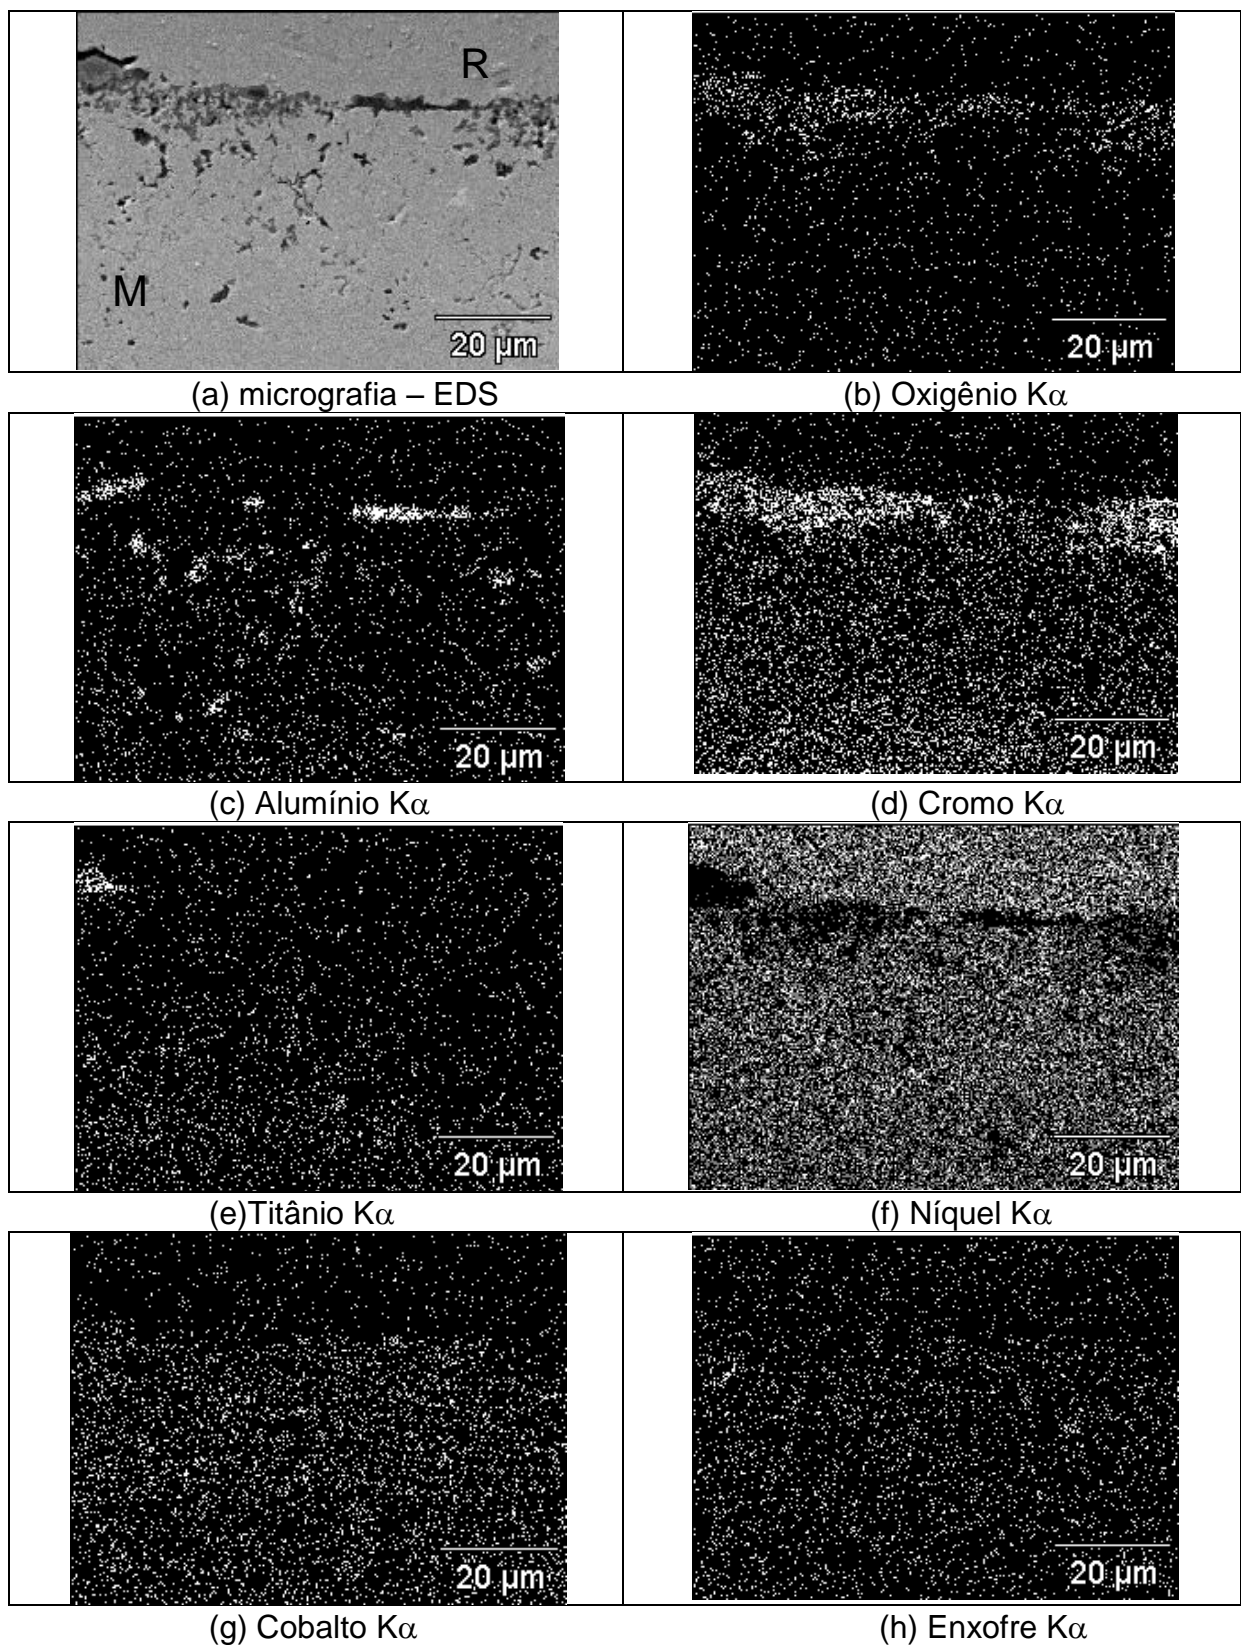 R
M
20 µm
20 µm
(a) micrografia – EDS
(b) Oxigênio Kα
20 µm
20 µm
(c) Alumínio Kα
(d) Cromo Kα
20 µm
20 µm
(e)Titânio Kα
(f) Níquel Kα
20 µm
20 µm
(g) Cobalto Kα
(h) Enxofre Kα